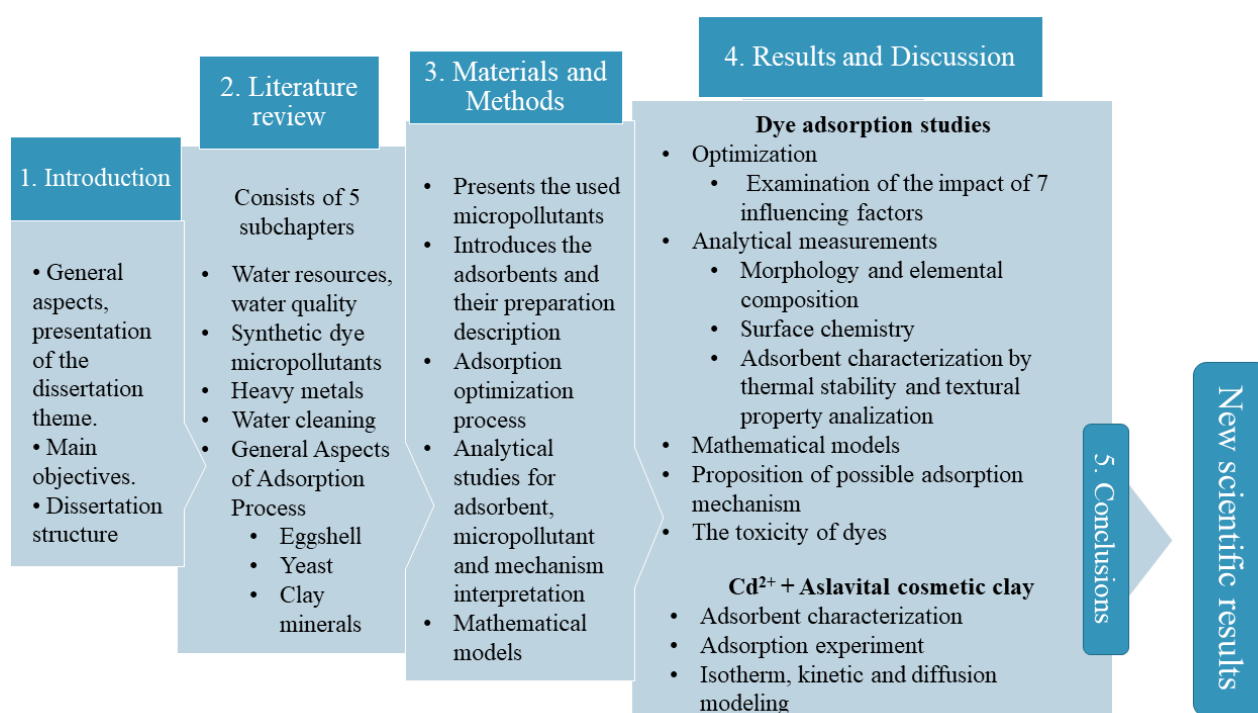 1. Introduction
• General
aspects,
presentation
of the
dissertation
theme.
• Main
objectives.
• Dissertation
structure
2. Literature
review
Consists of 5
subchapters
• Water resources,
water quality
• Synthetic dye
micropollutants
• Heavy metals
• Water cleaning
• General Aspects
of Adsorption
Process
• Eggshell
• Yeast
• Clay
minerals
3. Materials and
Methods
• Presents the used
micropollutants
• Introduces the
adsorbents and
their preparation
description
• Adsorption
optimization
process
• Analytical
studies for
adsorbent,
micropollutant
and mechanism
interpretation
• Mathematical
models
4. Results and Discussion
Dye adsorption studies
• Optimization
• Examination of the impact of 7
influencing factors
• Analytical measurements
• Morphology and elemental
composition
• Surface chemistry
• Adsorbent characterization by
thermal stability and textural
property analization
• Mathematical models
• Proposition of possible adsorption
mechanism
• The toxicity of dyes
Cd²⁺ + Aslavital cosmetic clay
• Adsorbent characterization
• Adsorption experiment
• Isotherm, kinetic and diffusion
modeling
5. Conclusions
New scientific results